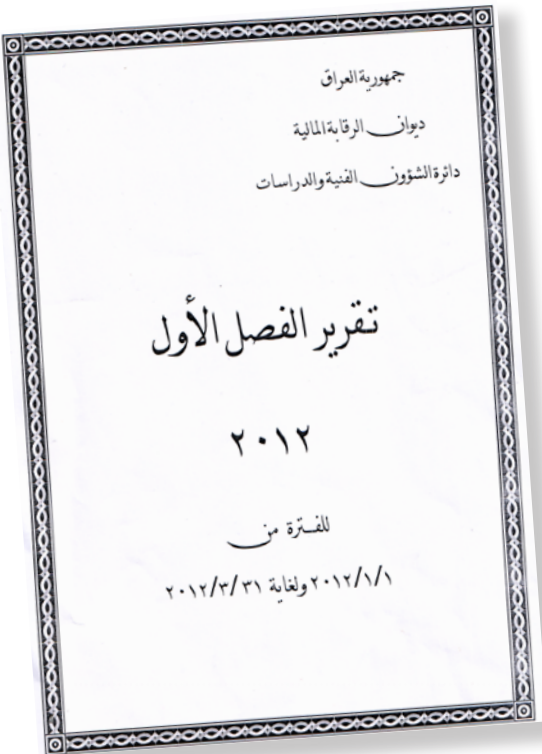 جمهورية العراق
ديوان الرقابة المالية
دائرة الشؤون الفنية والدراسات
تقرير الفصل الأول
٢٠١٢
للفترة من
٢٠١٢/١/١ ولغاية ٢٠١٢/٣/٣١